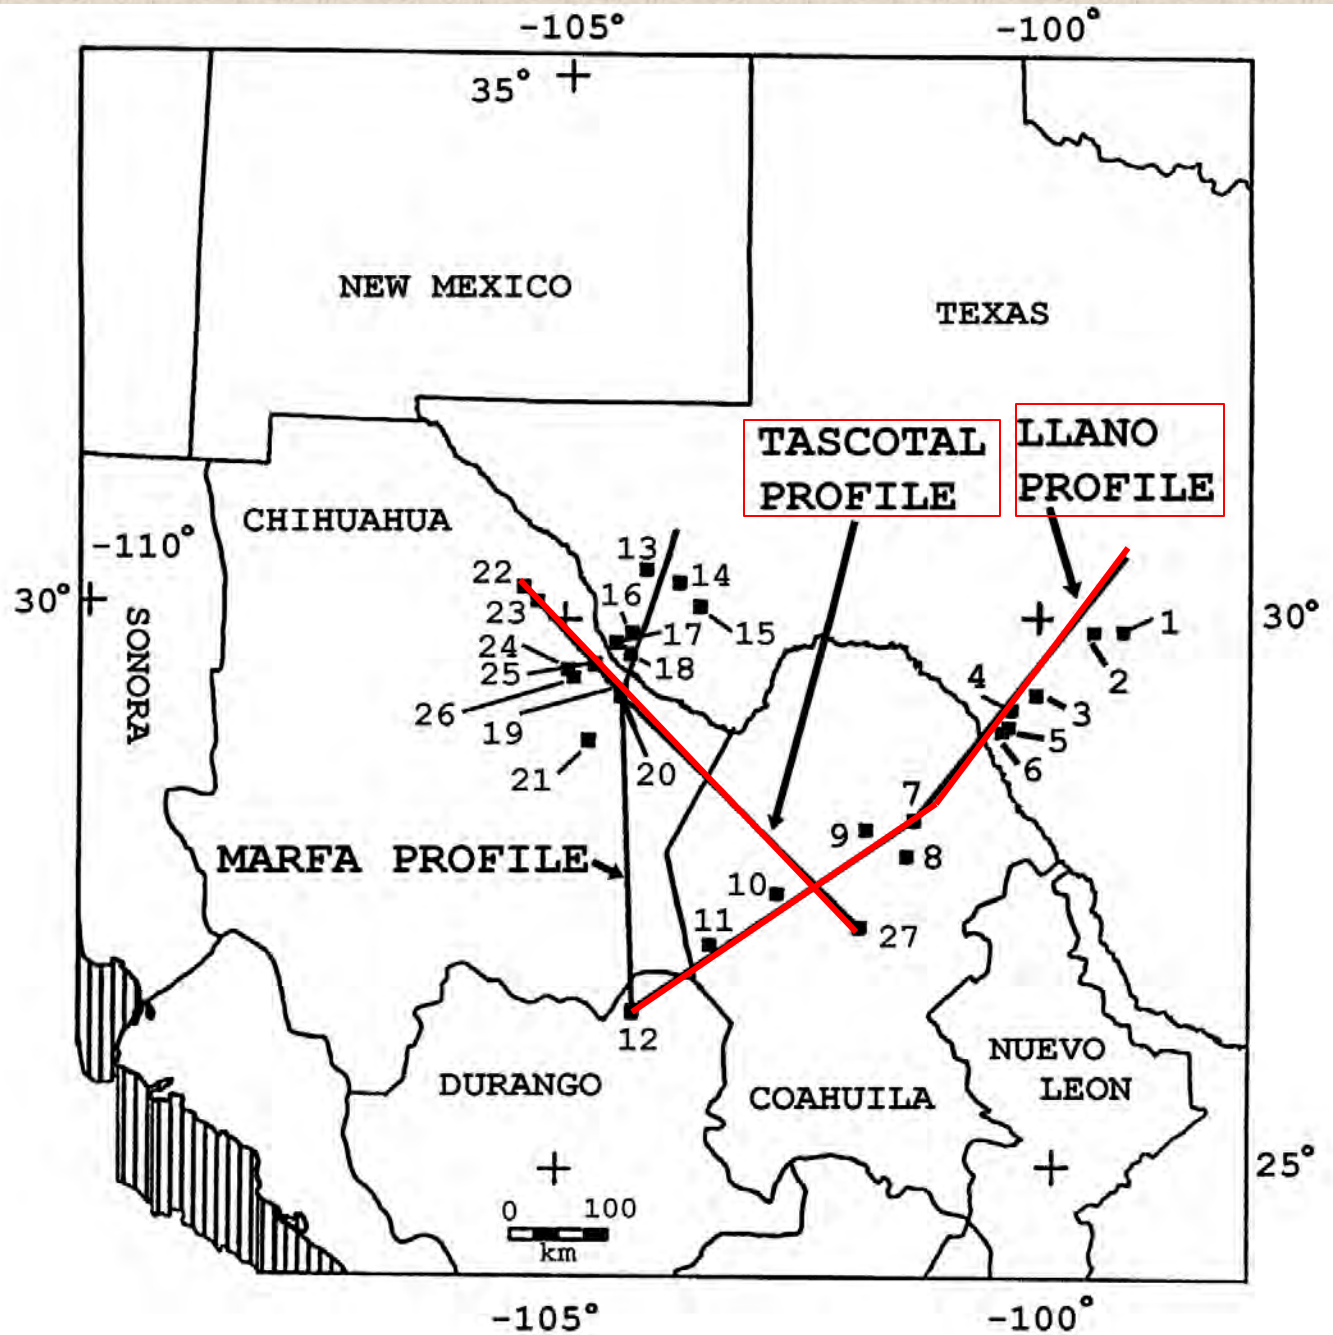 -105°
-100°
35°
NEW MEXICO
TEXAS
TASCOTAL
PROFILE
LLANO
PROFILE
CHIHUAHUA
-110°
30°
30°
SONORA
13
14
22
16
23
15
17
1
24
18
2
25
4
26
3
19
5
21
20
6
7
9
8
MARFA PROFILE
10
11
27
12
NUEVO
LEON
DURANGO
COAHUILA
25°
0 100
km
-105°
-100°